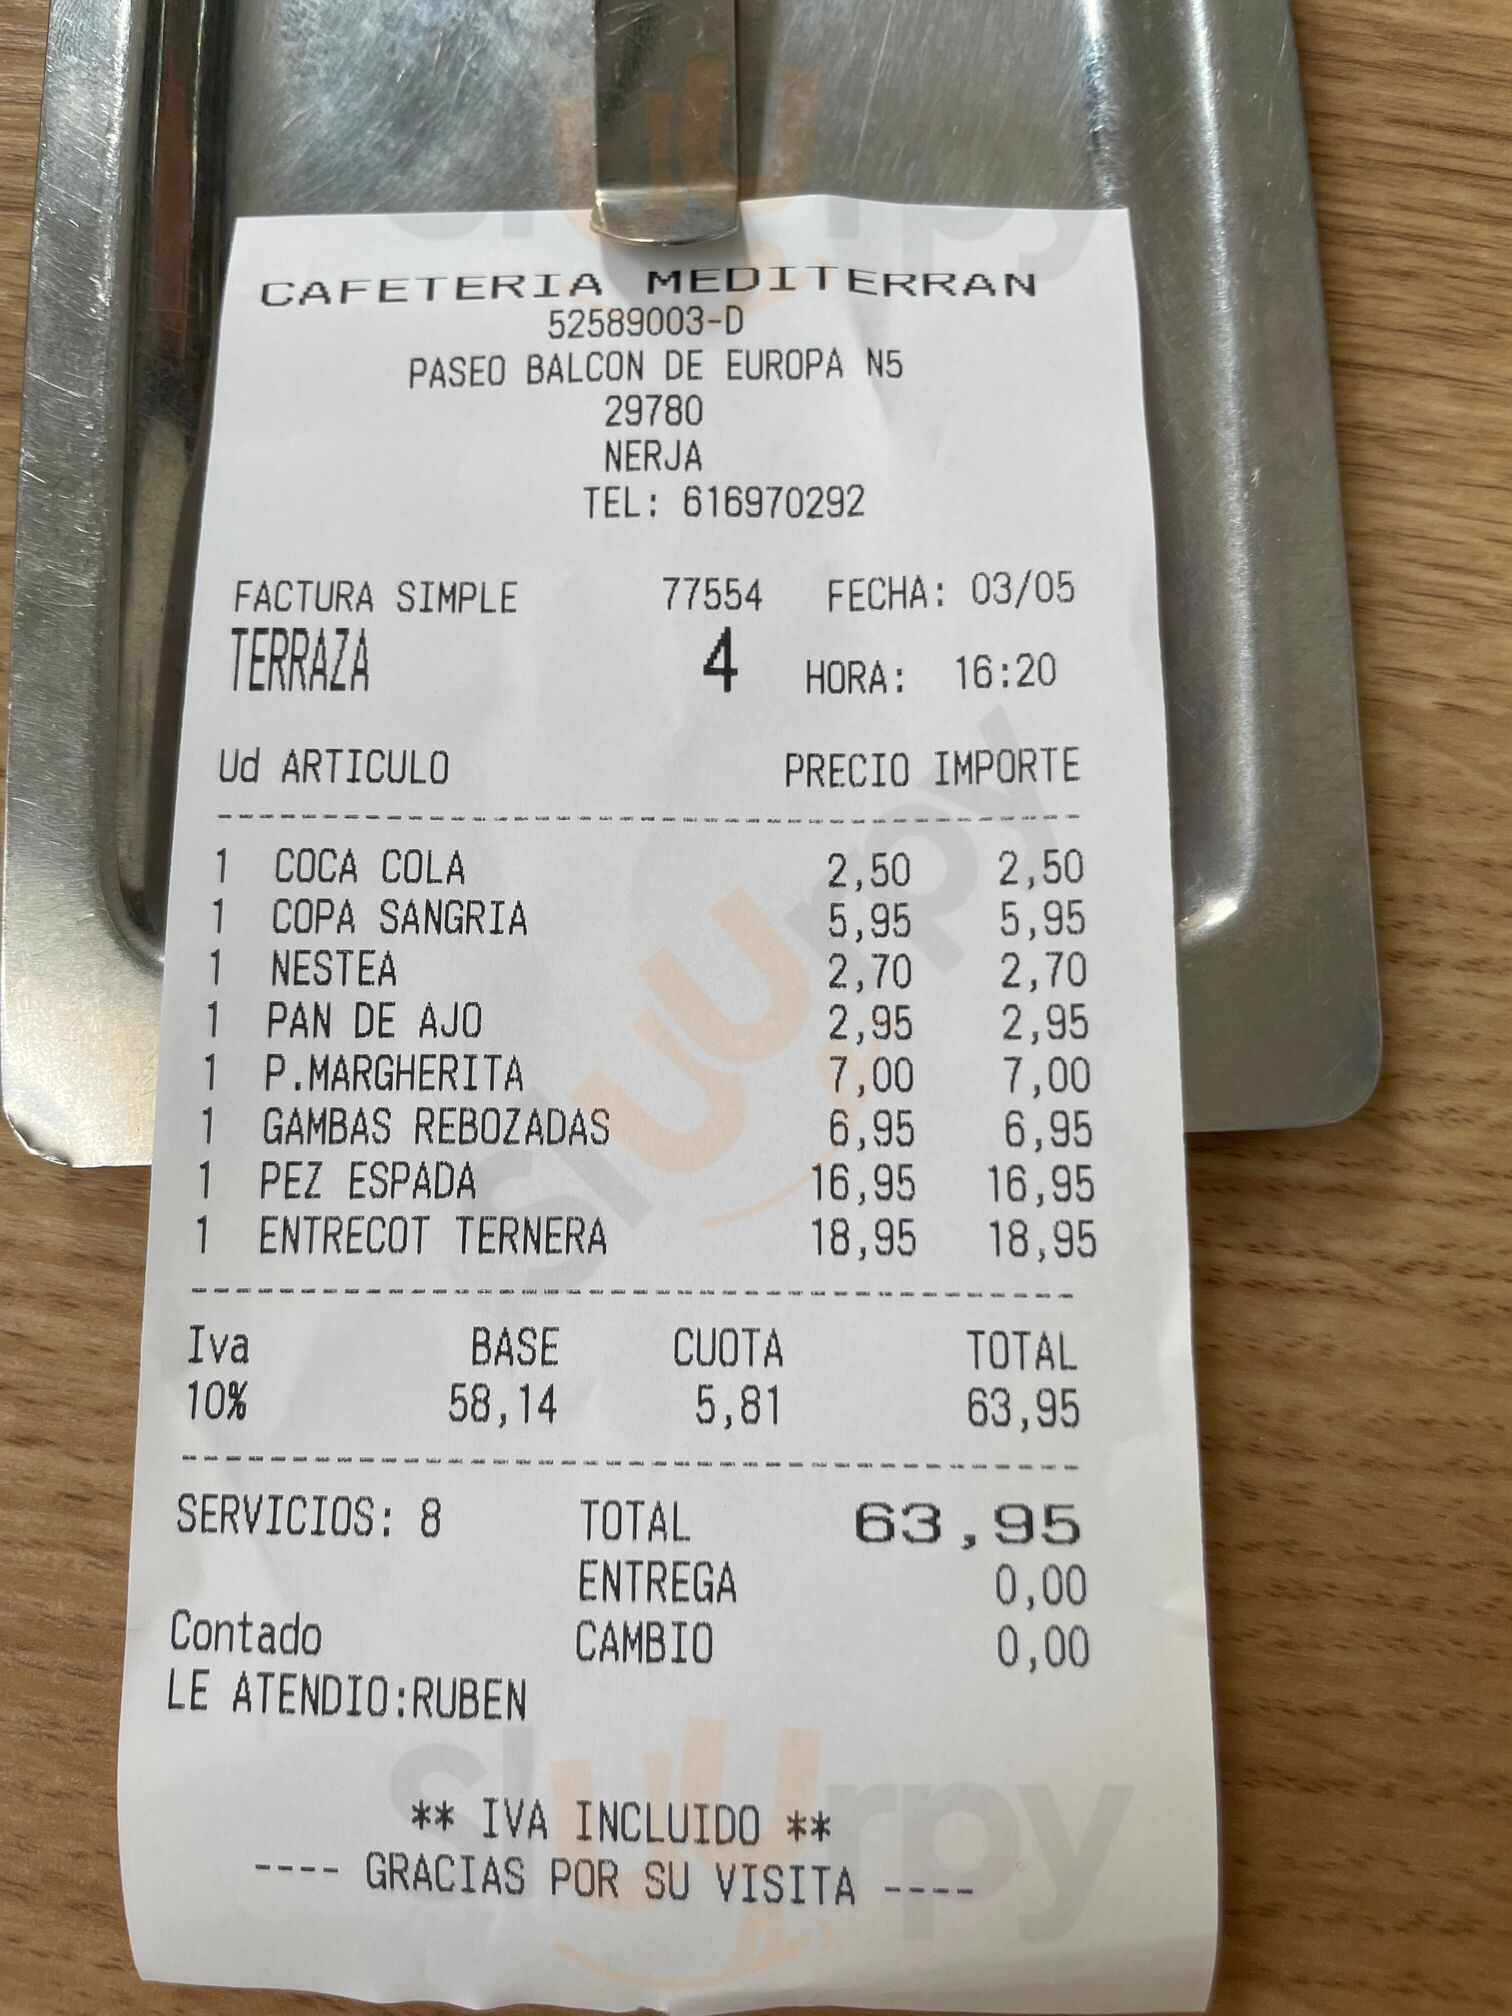 CAFETERIA MEDITERRAN
52589003-D
PASEO BALCON DE EUROPA N5
29780
NERJA
TEL: 616970292
FACTURA SIMPLE 77554 FECHA: 03/05
TERRAZA 4 HORA: 16:20
Ud ARTICULO PRECIO IMPORTE
1 COCA COLA 2,50 2,50
1 COPA SANGRIA 5,95 5,95
1 NESTEA 2,70 2,70
1 PAN DE AJO 2,95 2,95
1 P.MARGHERITA 7,00 7,00
1 GAMBAS REBOZADAS 6,95 6,95
1 PEZ ESPADA 16,95 16,95
1 ENTRECOT TERNERA 18,95 18,95
Iva BASE CUOTA TOTAL
10% 58,14 5,81 63,95
SERVICIOS: 8 TOTAL 63,95
ENTREGA 0,00
Contado CAMBIO 0,00
LE ATENDIO:RUBEN
** IVA INCLUIDO **
---- GRACIAS POR SU VISITA ----
sluurpy
sluurpy
sluurpy